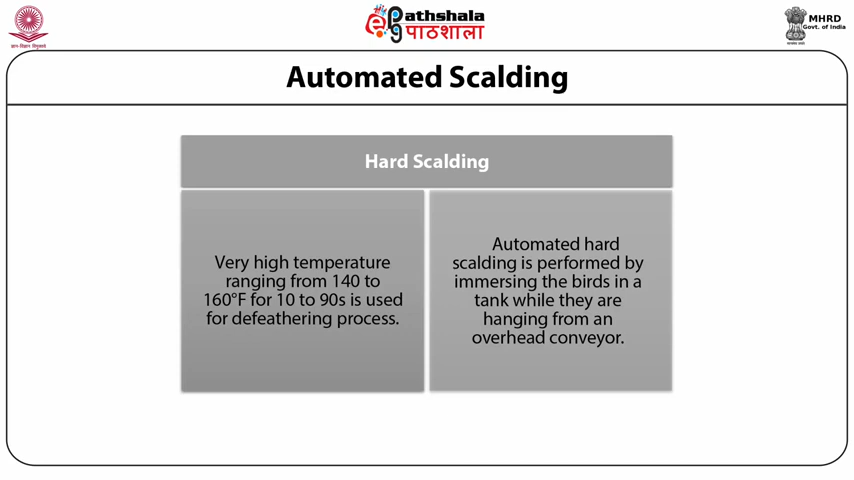 ePathshala
पाठशाला
MHRD
Govt. of India
Automated Scalding
Hard Scalding
Very high temperature
ranging from 140 to
160°F for 10 to 90s is used
for defeathering process.
Automated hard
scalding is performed by
immersing the birds in a
tank while they are
hanging from an
overhead conveyor.